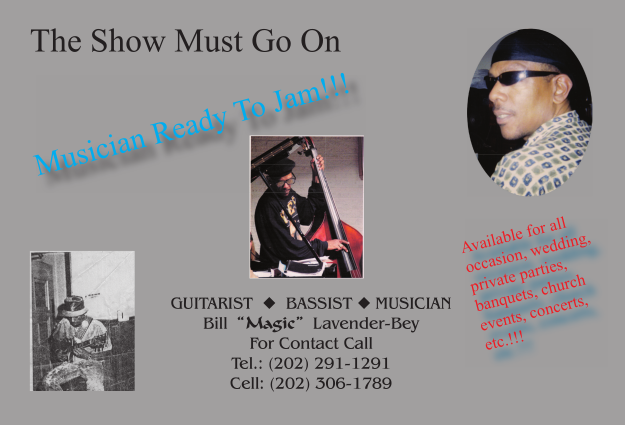 The Show Must Go On
Musician Ready To Jam!!!
Available for all
occasion, wedding,
private parties,
banquets, church
events, concerts,
etc.!!!
GUITARIST ◆ BASSIST ◆ MUSICIAN
Bill “Magic” Lavender-Bey
For Contact Call
Tel.: (202) 291-1291
Cell: (202) 306-1789